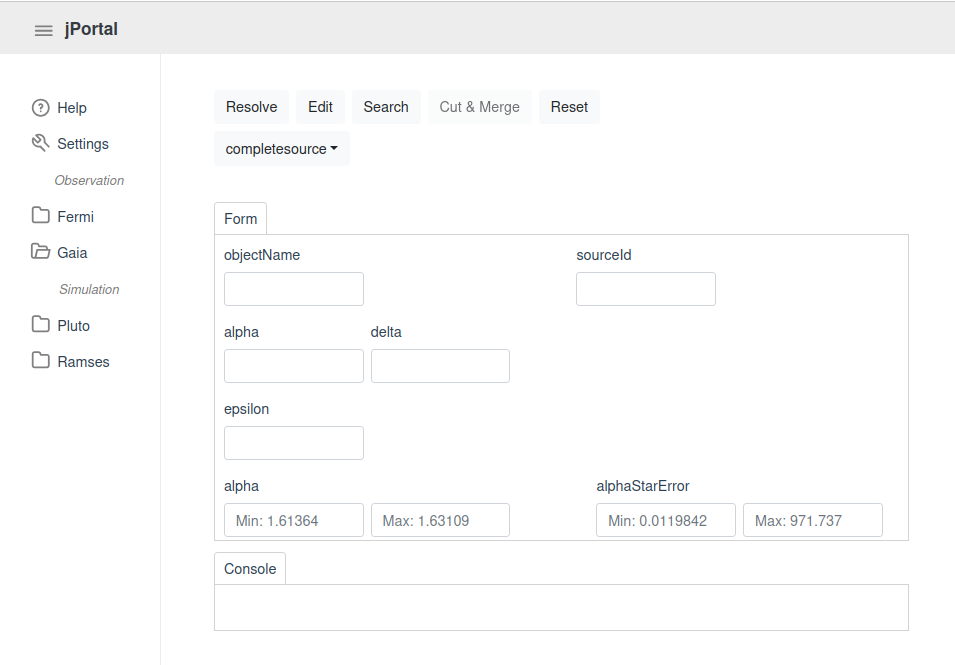 jPortal
Help
Settings
Observation
Fermi
Gaia
Simulation
Pluto
Ramses
Resolve Edit Search Cut & Merge Reset
completesource
Form
objectName sourceId
alpha delta
epsilon
alpha alphaStarError
Min: 1.61364 Max: 1.63109 Min: 0.0119842 Max: 971.737
Console